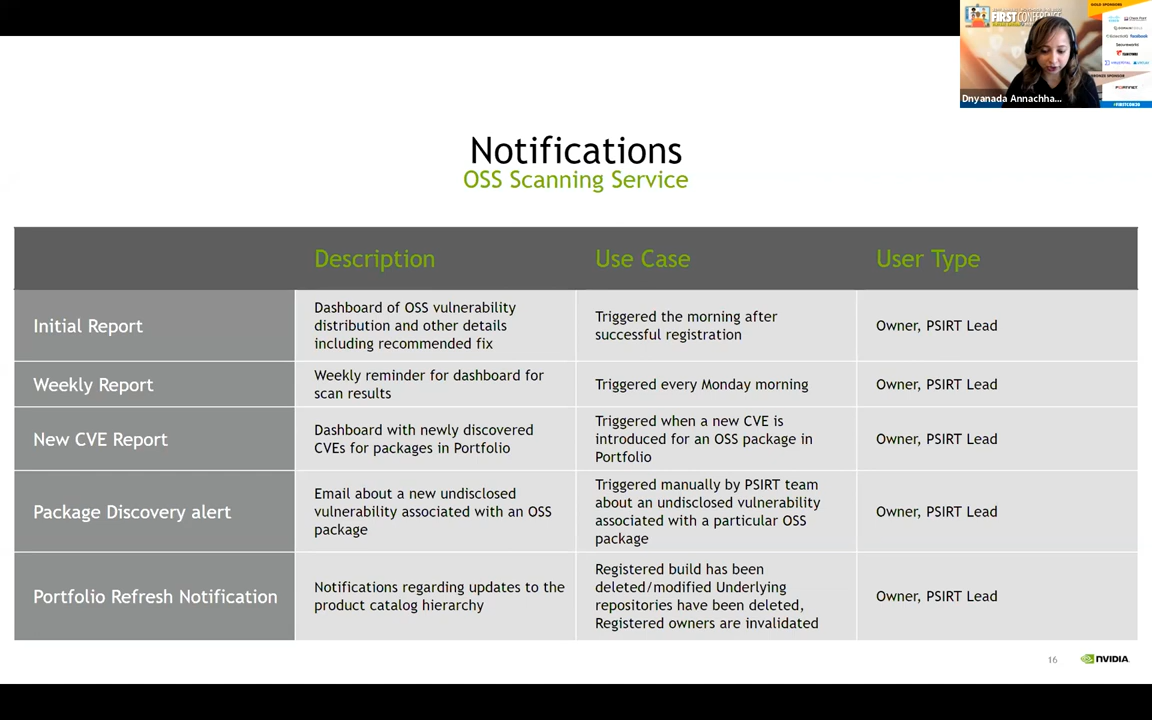 FIRSTCONFERENCE
GOLD SPONSORS
BRONZE SPONSOR
FORTINET
Dnyanada Annachha...
Notifications
OSS Scanning Service
Description
Use Case
User Type
Initial Report
Dashboard of OSS vulnerability
distribution and other details
including recommended fix
Triggered the morning after
successful registration
Owner, PSIRT Lead
Weekly Report
Weekly reminder for dashboard for
scan results
Triggered every Monday morning
Owner, PSIRT Lead
New CVE Report
Dashboard with newly discovered
CVEs for packages in Portfolio
Triggered when a new CVE is
introduced for an OSS package in
Portfolio
Owner, PSIRT Lead
Package Discovery alert
Email about a new undisclosed
vulnerability associated with an OSS
package
Triggered manually by PSIRT team
about an undisclosed vulnerability
associated with a particular OSS
package
Owner, PSIRT Lead
Portfolio Refresh Notification
Notifications regarding updates to the
product catalog hierarchy
Registered build has been
deleted/modified Underlying
repositories have been deleted,
Registered owners are invalidated
Owner, PSIRT Lead
16
NVIDIA